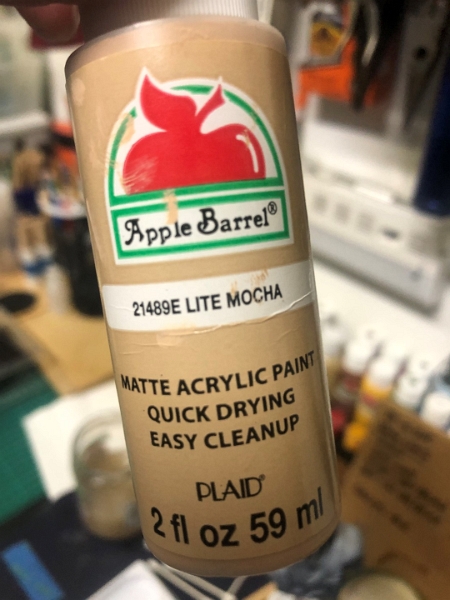 Apple Barrel®
21489E LITE MOCHA
MATTE ACRYLIC PAINT
QUICK DRYING
EASY CLEANUP
PLAID®
2 fl oz 59 ml